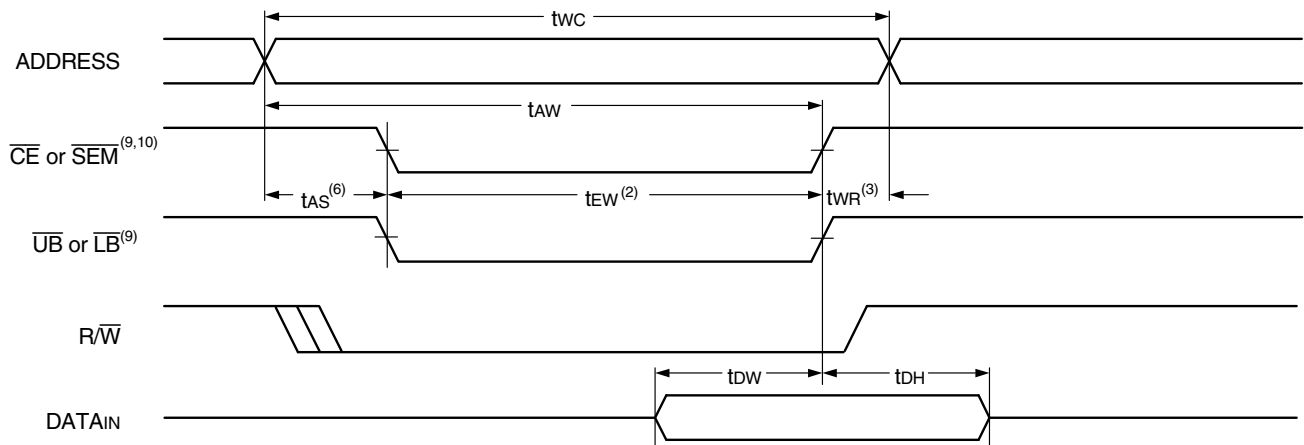 tWC
ADDRESS
tAW
CE or SEM(9,10)
tAS(6) tEW(2) tWR(3)
UB or LB(9)
R/W
tDW tDH
DATAIN